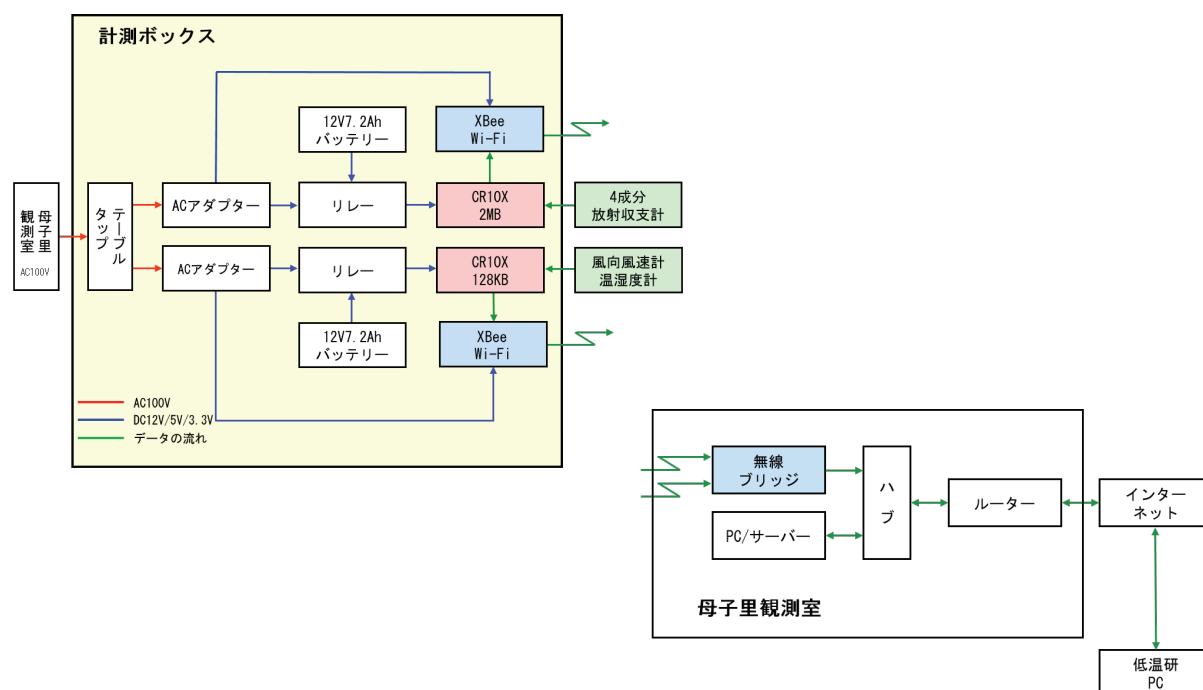 計測ボックス
12V7.2Ah
バッテリー
XBee
Wi-Fi
母子里
観測室
AC100V
テーブル
タップ
ACアダプター
リレー
CR10X
2MB
4成分
放射収支計
ACアダプター
リレー
CR10X
128KB
風向風速計
温湿度計
12V7.2Ah
バッテリー
XBee
Wi-Fi
AC100V
DC12V/5V/3.3V
データの流れ
無線
ブリッジ
ハブ
ルーター
インター
ネット
PC/サーバー
母子里観測室
低温研
PC